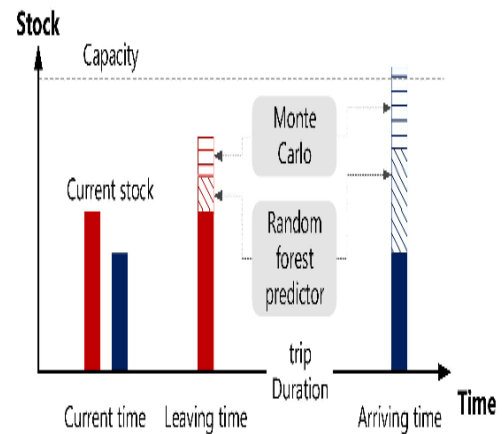 Stock
Capacity
Monte
Carlo
Current stock
Random
forest
predictor
trip
Duration
Time
Current time
Leaving time
Arriving time